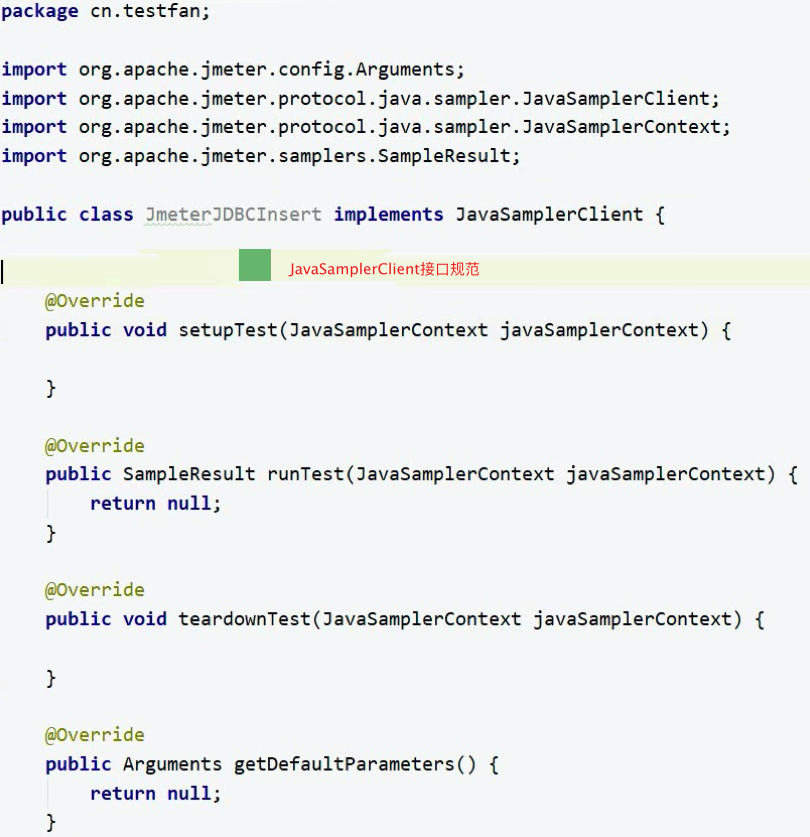 package cn.testfan;
import org.apache.jmeter.config.Arguments;
import org.apache.jmeter.protocol.java.sampler.JavaSamplerClient;
import org.apache.jmeter.protocol.java.sampler.JavaSamplerContext;
import org.apache.jmeter.samplers.SampleResult;
public class JmeterJDBCInsert implements JavaSamplerClient {
JavaSamplerClient接口规范
@Override
public void setupTest(JavaSamplerContext javaSamplerContext) {
}
@Override
public SampleResult runTest(JavaSamplerContext javaSamplerContext) {
return null;
}
@Override
public void teardownTest(JavaSamplerContext javaSamplerContext) {
}
@Override
public Arguments getDefaultParameters() {
return null;
}